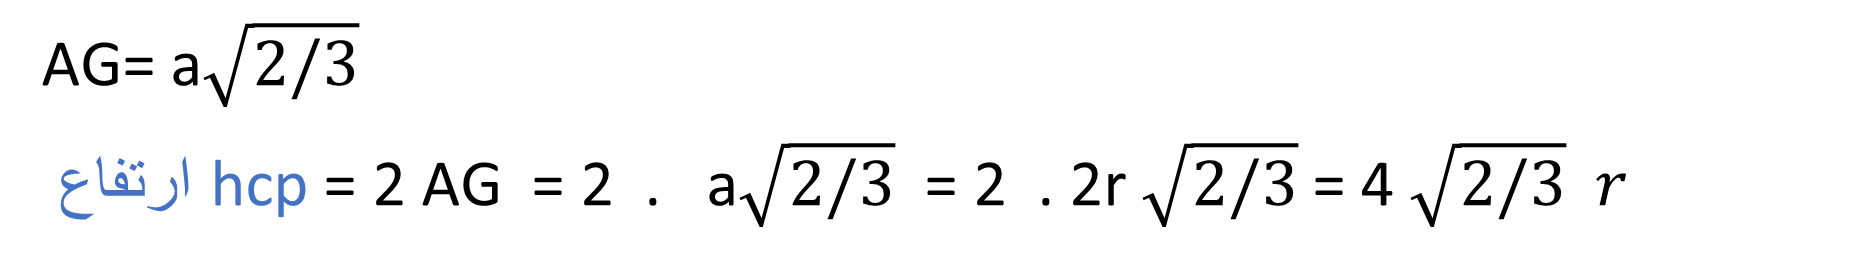 AG= a√2/3
ارتفاع hcp = 2 AG = 2 . a√2/3 = 2 . 2r √2/3 = 4 √2/3 r